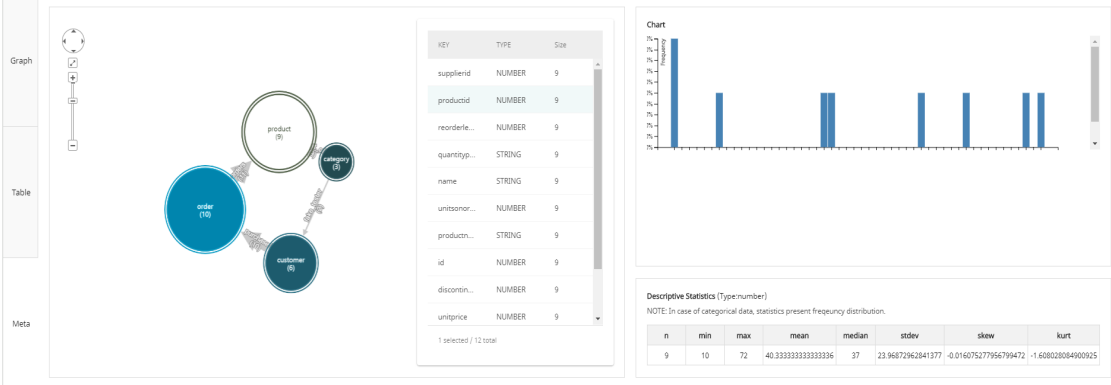 Graph
Table
Meta
product
(9)
category
(3)
order
(10)
customer
(6)
KEY TYPE Size
supplierid NUMBER 9
productid NUMBER 9
reorderle... NUMBER 9
quantityp... STRING 9
name STRING 9
unitsonor... NUMBER 9
productn... STRING 9
id NUMBER 9
discontin... NUMBER 9
unitprice NUMBER 9
1 selected / 12 total
Chart
Frequency
Descriptive Statistics (Type:number)
NOTE: In case of categorical data, statistics present freqeuncy distribution.
n min max mean median stdev skew kurt
9 10 72 40.333333333333336 37 23.96872962841377 -0.016075277956799472 -1.608028084900925